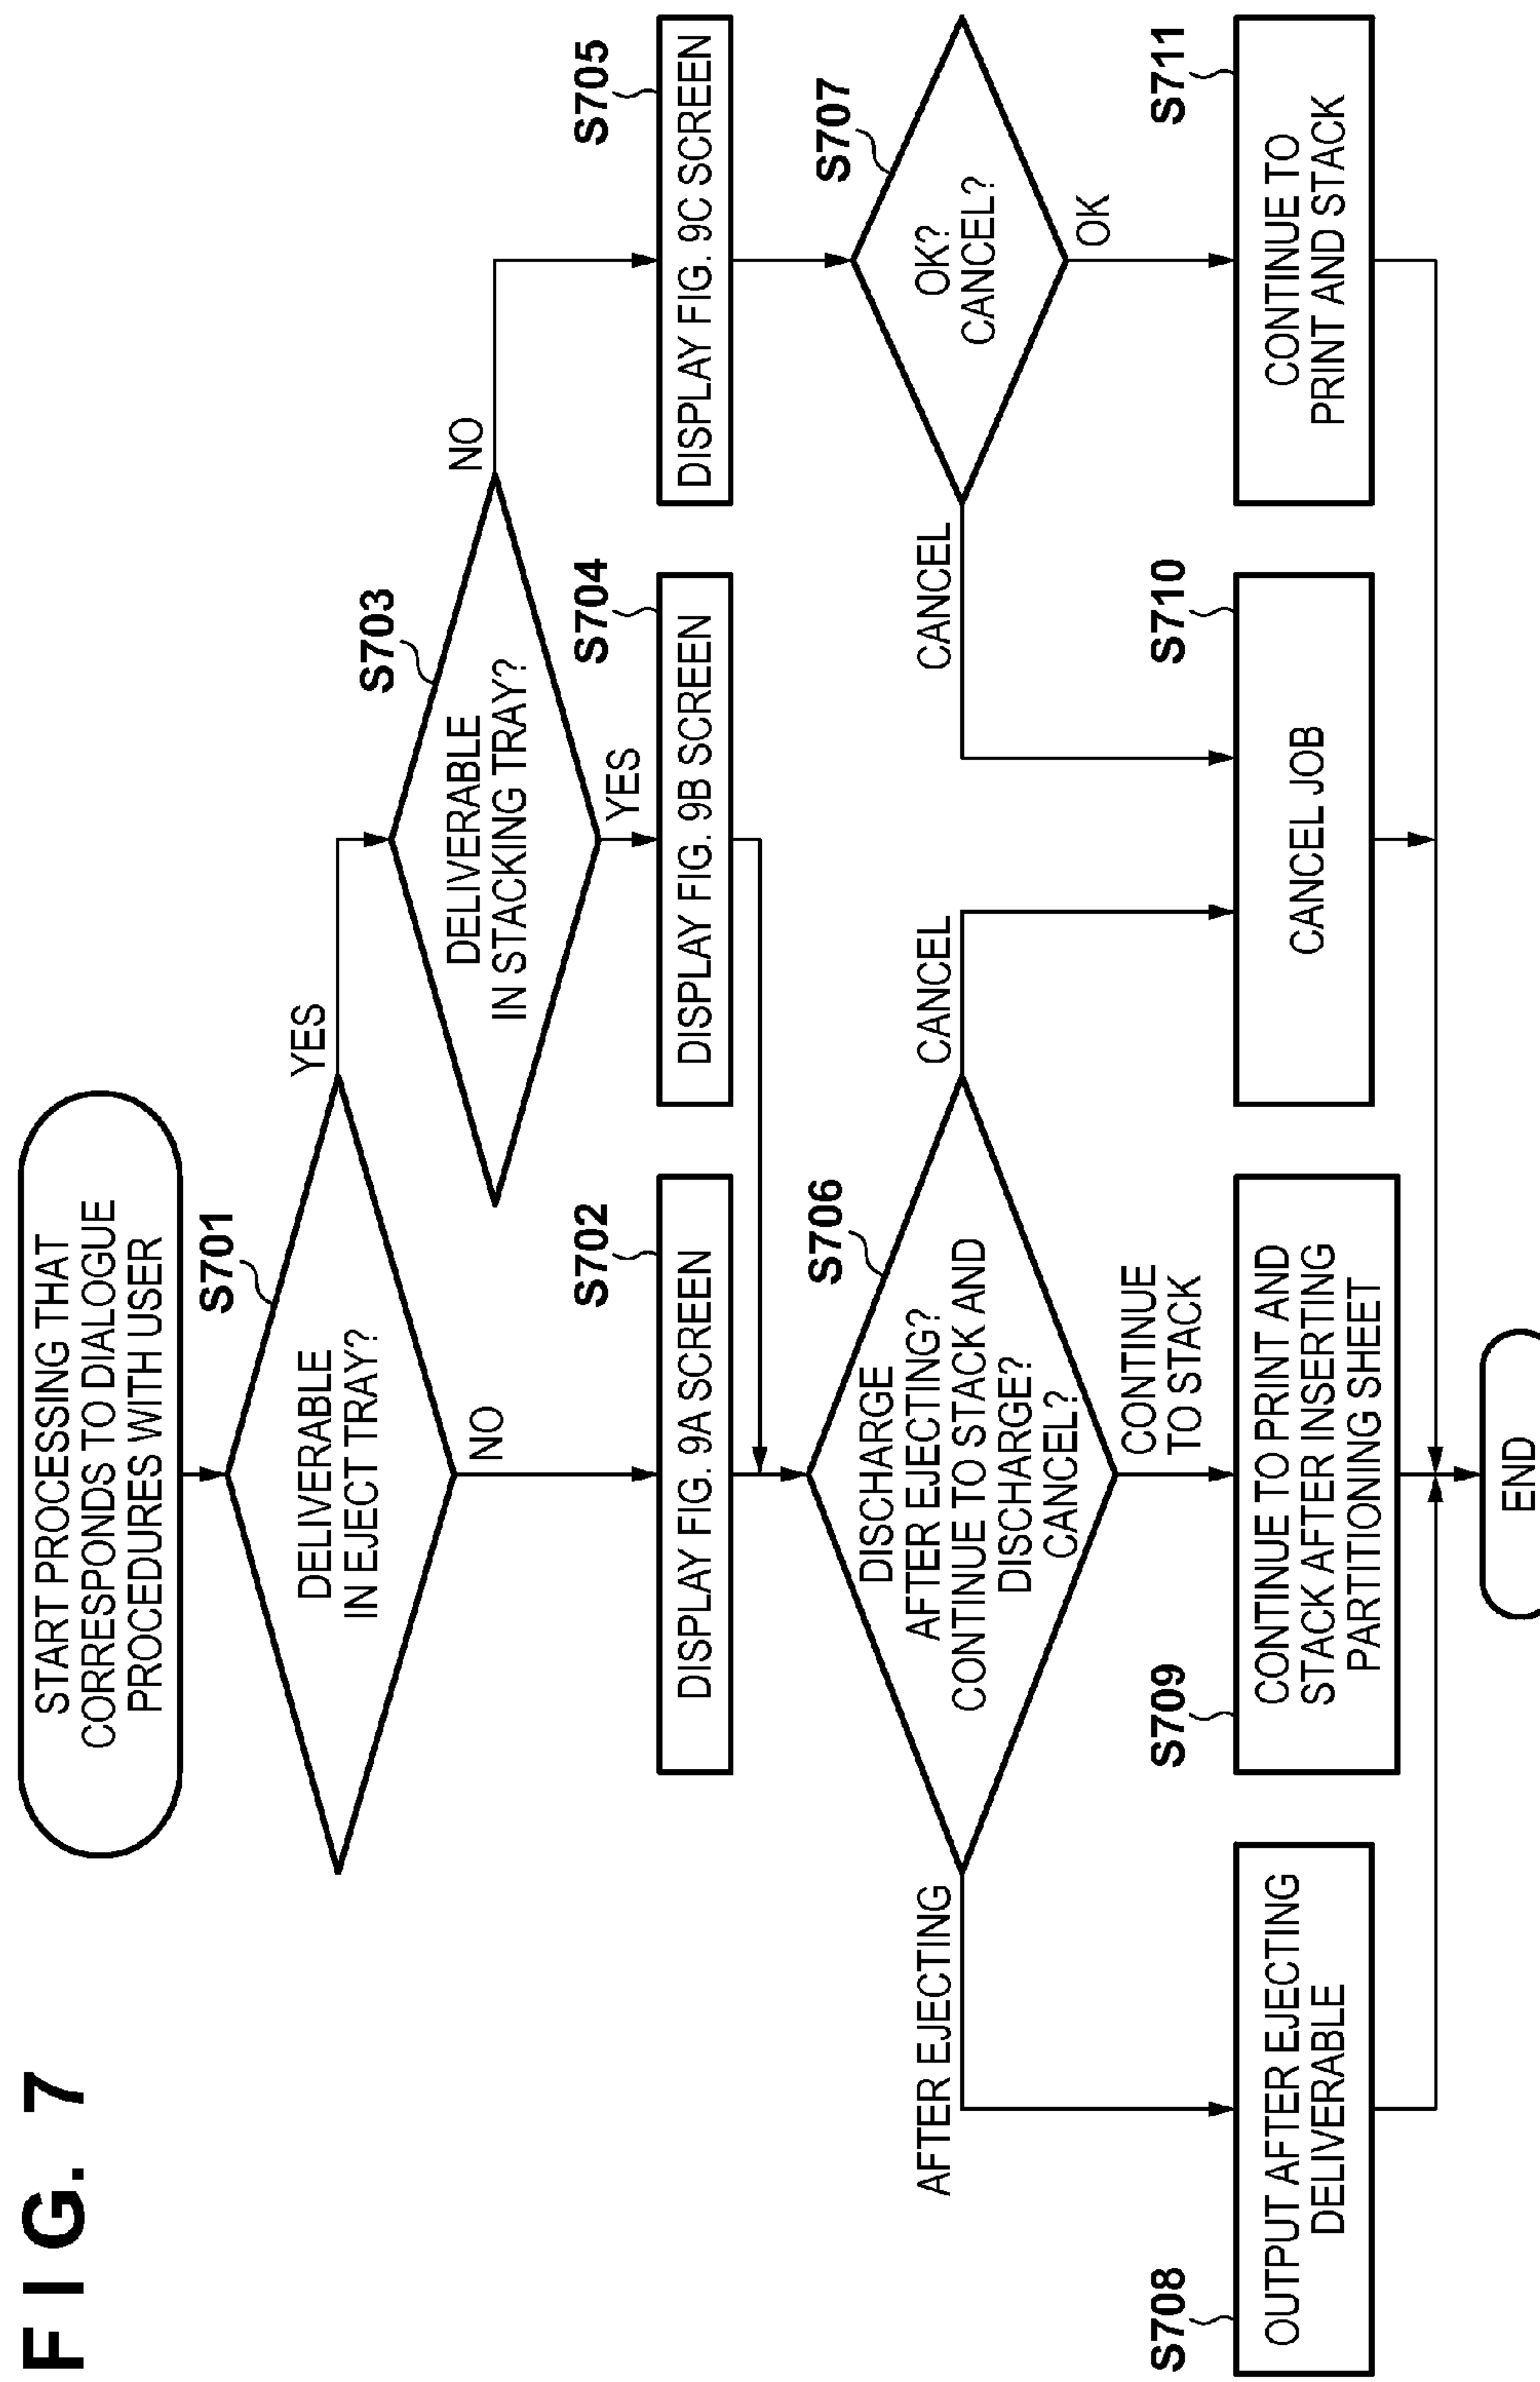 FIG. 7
START PROCESSING THAT
CORRESPONDS TO DIALOGUE
PROCEDURES WITH USER
S701
DELIVERABLE
IN EJECT TRAY?
YES
NO
S703
DELIVERABLE
IN STACKING TRAY?
NO
YES
S702
DISPLAY FIG. 9A SCREEN
S704
DISPLAY FIG. 9B SCREEN
S705
DISPLAY FIG. 9C SCREEN
S706
DISCHARGE
AFTER EJECTING?
CONTINUE TO STACK AND
DISCHARGE?
CANCEL?
AFTER EJECTING
CONTINUE
TO STACK
CANCEL
S707
OK?
CANCEL?
CANCEL
OK
S708
OUTPUT AFTER EJECTING
DELIVERABLE
S709
CONTINUE TO PRINT AND
STACK AFTER INSERTING
PARTITIONING SHEET
S710
CANCEL JOB
S711
CONTINUE TO
PRINT AND STACK
END